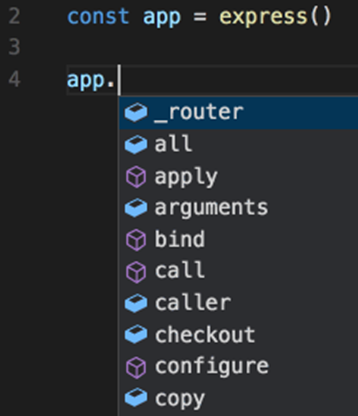 2 const app = express()
3
4 app.
_router
all
apply
arguments
bind
call
caller
checkout
configure
copy